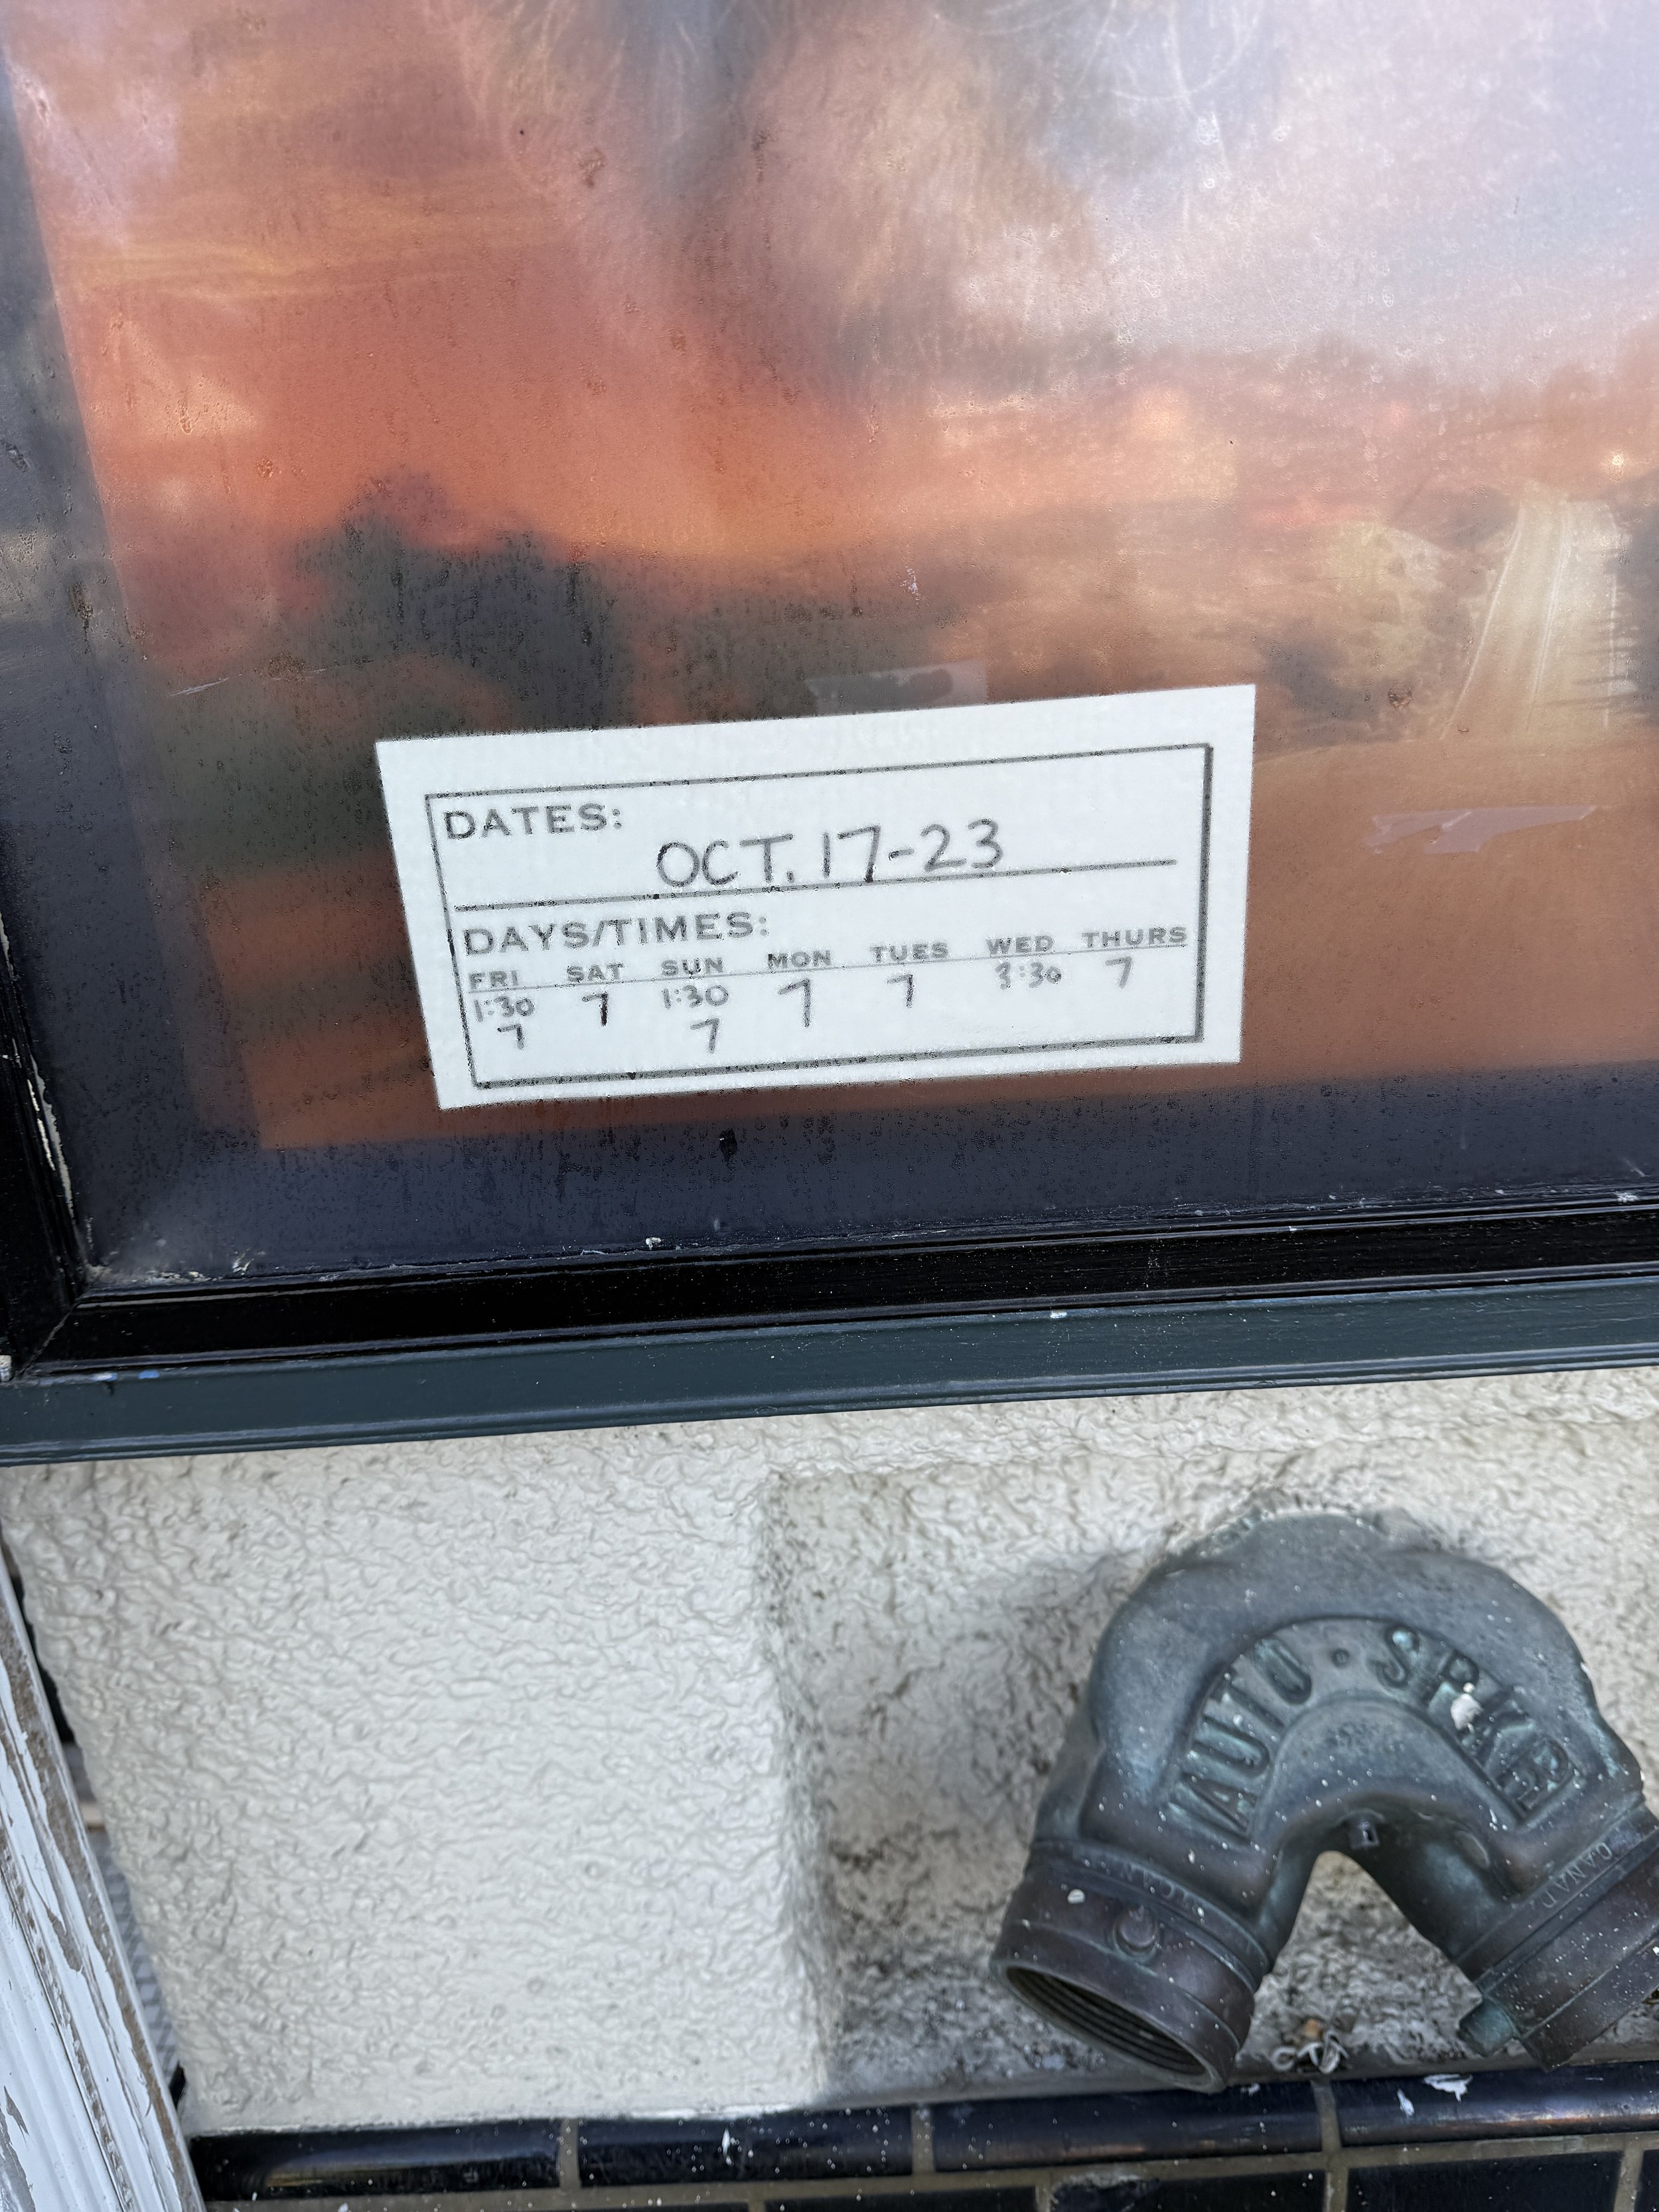 DATES:
OCT. 17-23
DAYS/TIMES:
FRI SAT SUN MON TUES WED THURS
1:30 7 1:30 7 7 3:30 7
7 7
AUTO · SPKR